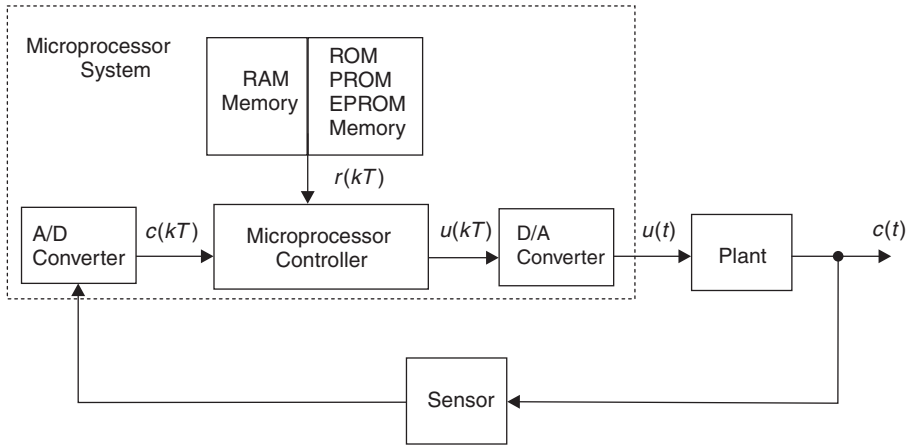 Microprocessor
System
RAM
Memory
ROM
PROM
EPROM
Memory
r(kT)
A/D
Converter
c(kT)
Microprocessor
Controller
u(kT)
D/A
Converter
u(t)
Plant
c(t)
Sensor